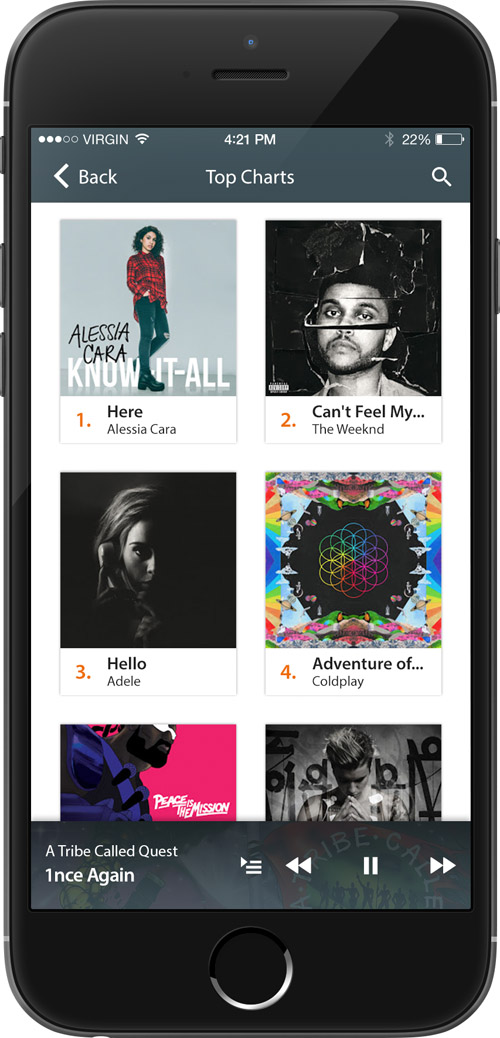 VIRGIN
4:21 PM
22%
Back
Top Charts
ALESSIA
CARA
KNOW-IT-ALL
1. Here
Alessia Cara
2. Can't Feel My...
The Weeknd
3. Hello
Adele
4. Adventure of...
Coldplay
PEACE IS
THE MISSION
A TRIBE CALLE
A Tribe Called Quest
1nce Again